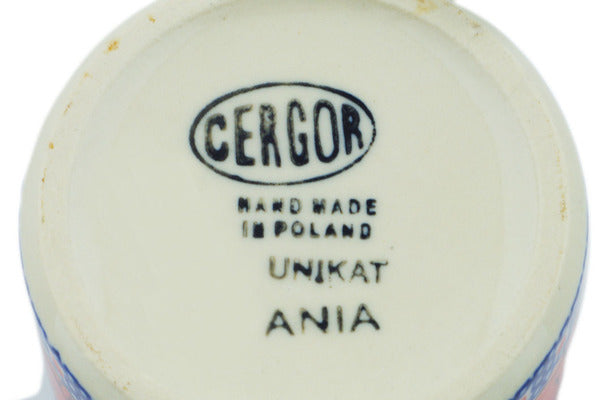 CERGOR
HAND MADE
IN POLAND
UNIKAT
ANIA